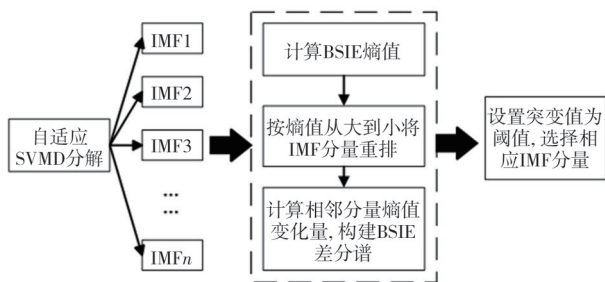 自适应
SVMD分解
IMF1
IMF2
IMF3
...
...
IMFn
计算BSIE熵值
按熵值从大到小将
IMF分量重排
计算相邻分量熵值
变化量, 构建BSIE
差分谱
设置突变值为
阈值, 选择相
应IMF分量